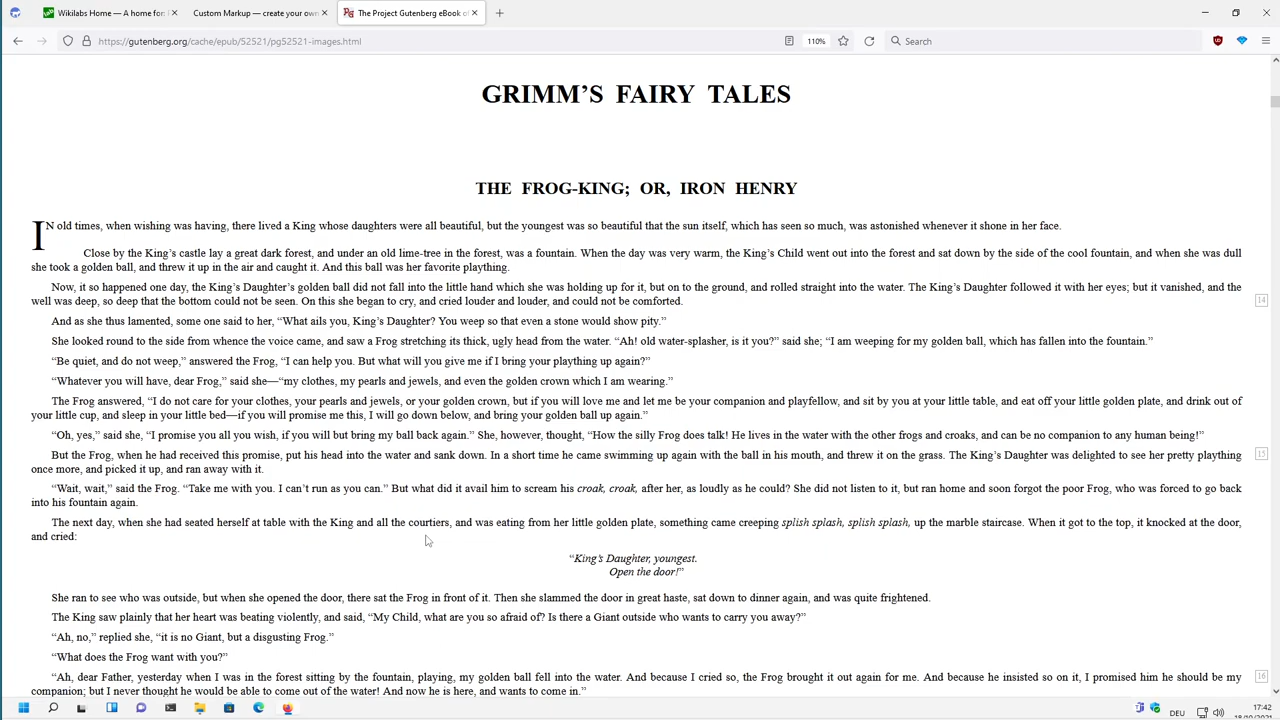 Wikilabs Home — A home for
Custom Markup — create your own
The Project Gutenberg eBook of
https://gutenberg.org/cache/epub/52521/pg52521-images.html
110%
Search
GRIMM’S FAIRY TALES
THE FROG-KING; OR, IRON HENRY
IN old times, when wishing was having, there lived a King whose daughters were all beautiful, but the youngest was so beautiful that the sun itself, which has seen so much, was astonished whenever it shone in her face.
Close by the King’s castle lay a great dark forest, and under an old lime-tree in the forest, was a fountain. When the day was very warm, the King’s Child went out into the forest and sat down by the side of the cool fountain, and when she was dull
she took a golden ball, and threw it up in the air and caught it. And this ball was her favorite plaything.
Now, it so happened one day, the King’s Daughter’s golden ball did not fall into the little hand which she was holding up for it, but on to the ground, and rolled straight into the water. The King’s Daughter followed it with her eyes; but it vanished, and the
well was deep, so deep that the bottom could not be seen. On this she began to cry, and cried louder and louder, and could not be comforted.
14
And as she thus lamented, some one said to her, “What ails you, King’s Daughter? You weep so that even a stone would show pity.”
She looked round to the side from whence the voice came, and saw a Frog stretching its thick, ugly head from the water. “Ah! old water-splasher, is it you?” said she; “I am weeping for my golden ball, which has fallen into the fountain.”
“Be quiet, and do not weep,” answered the Frog, “I can help you. But what will you give me if I bring your plaything up again?”
“Whatever you will have, dear Frog,” said she—“my clothes, my pearls and jewels, and even the golden crown which I am wearing.”
The Frog answered, “I do not care for your clothes, your pearls and jewels, or your golden crown, but if you will love me and let me be your companion and playfellow, and sit by you at your little table, and eat off your little golden plate, and drink out of
your little cup, and sleep in your little bed—if you will promise me this, I will go down below, and bring your golden ball up again.”
“Oh, yes,” said she, “I promise you all you wish, if you will but bring my ball back again.” She, however, thought, “How the silly Frog does talk! He lives in the water with the other frogs and croaks, and can be no companion to any human being!”
But the Frog, when he had received this promise, put his head into the water and sank down. In a short time he came swimming up again with the ball in his mouth, and threw it on the grass. The King’s Daughter was delighted to see her pretty plaything
15
once more, and picked it up, and ran away with it.
“Wait, wait,” said the Frog. “Take me with you. I can’t run as you can.” But what did it avail him to scream his croak, croak, after her, as loudly as he could? She did not listen to it, but ran home and soon forgot the poor Frog, who was forced to go back
into his fountain again.
The next day, when she had seated herself at table with the King and all the courtiers, and was eating from her little golden plate, something came creeping splish splash, splish splash, up the marble staircase. When it got to the top, it knocked at the door,
and cried:
“King’s Daughter, youngest.
Open the door!”
She ran to see who was outside, but when she opened the door, there sat the Frog in front of it. Then she slammed the door in great haste, sat down to dinner again, and was quite frightened.
The King saw plainly that her heart was beating violently, and said, “My Child, what are you so afraid of? Is there a Giant outside who wants to carry you away?”
“Ah, no,” replied she, “it is no Giant, but a disgusting Frog.”
“What does the Frog want with you?”
“Ah, dear Father, yesterday when I was in the forest sitting by the fountain, playing, my golden ball fell into the water. And because I cried so, the Frog brought it out again for me. And because he insisted so on it, I promised him he should be my
16
companion; but I never thought he would be able to come out of the water! And now he is here, and wants to come in.”
DEU
17:42
18/10/2021